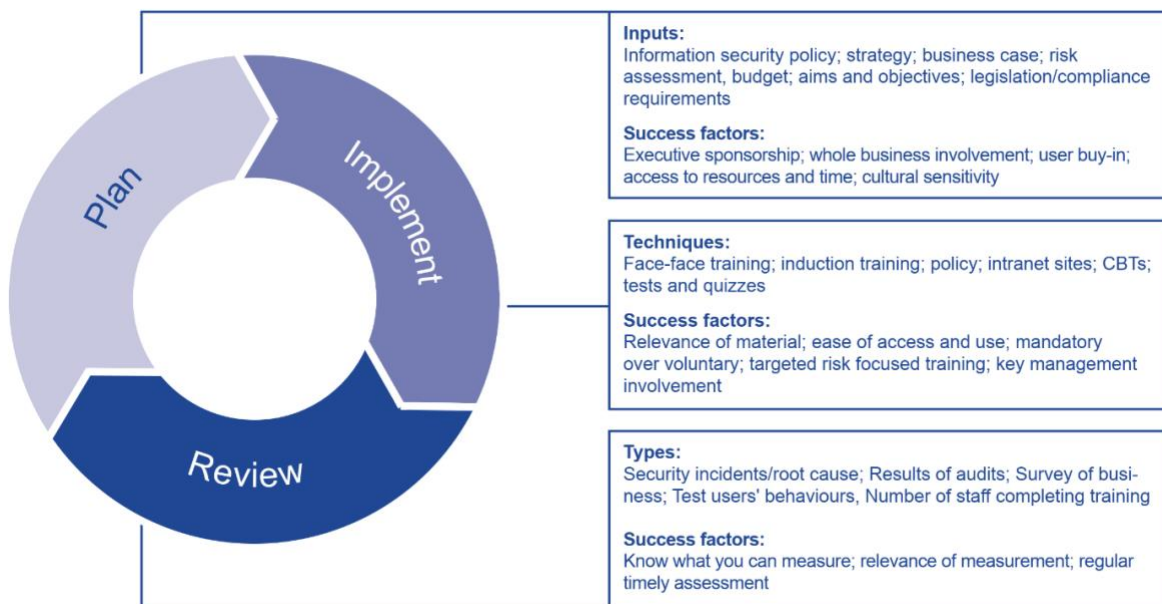 Plan
Implement
Review
Inputs:
Information security policy; strategy; business case; risk
assessment, budget; aims and objectives; legislation/compliance
requirements
Success factors:
Executive sponsorship; whole business involvement; user buy-in;
access to resources and time; cultural sensitivity
Techniques:
Face-face training; induction training; policy; intranet sites; CBTs;
tests and quizzes
Success factors:
Relevance of material; ease of access and use; mandatory
over voluntary; targeted risk focused training; key management
involvement
Types:
Security incidents/root cause; Results of audits; Survey of busi-
ness; Test users' behaviours, Number of staff completing training
Success factors:
Know what you can measure; relevance of measurement; regular
timely assessment